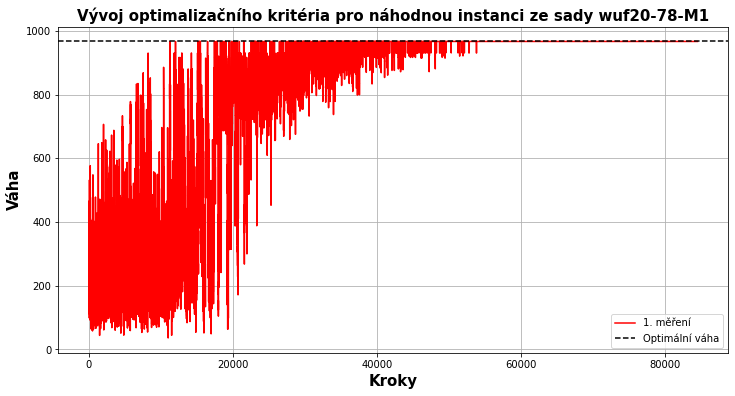 Vývoj optimalizačního kritéria pro náhodnou instanci ze sady wuf20-78-M1
1000
800
600
400
200
0
Váha
0 20000 40000 60000 80000
Kroky
1. měření
Optimální váha